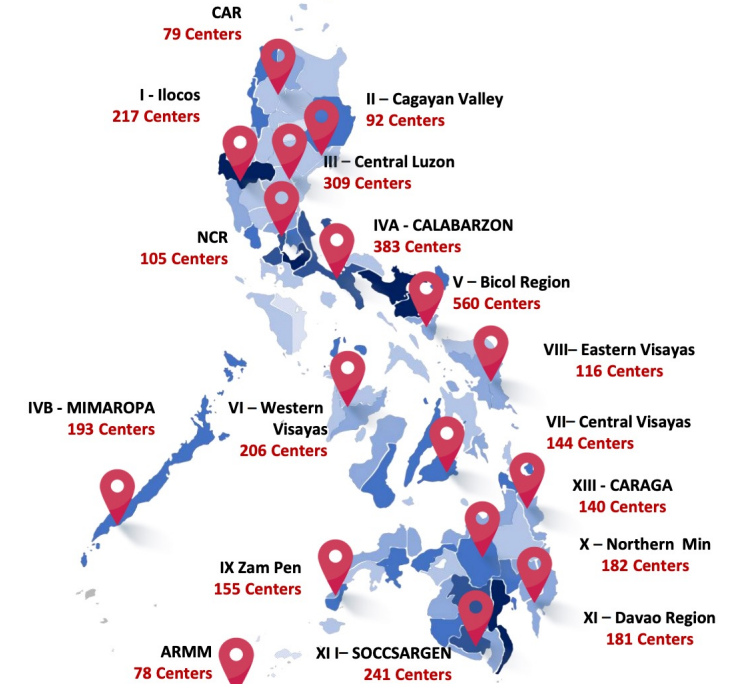 CAR
79 Centers
I - Ilocos
217 Centers
II – Cagayan Valley
92 Centers
III – Central Luzon
309 Centers
NCR
105 Centers
IVA - CALABARZON
383 Centers
V – Bicol Region
560 Centers
VIII– Eastern Visayas
116 Centers
IVB - MIMAROPA
193 Centers
VI – Western
Visayas
206 Centers
VII– Central Visayas
144 Centers
XIII - CARAGA
140 Centers
X – Northern Min
182 Centers
IX Zam Pen
155 Centers
XI – Davao Region
181 Centers
ARMM
78 Centers
XI I– SOCCSARGEN
241 Centers